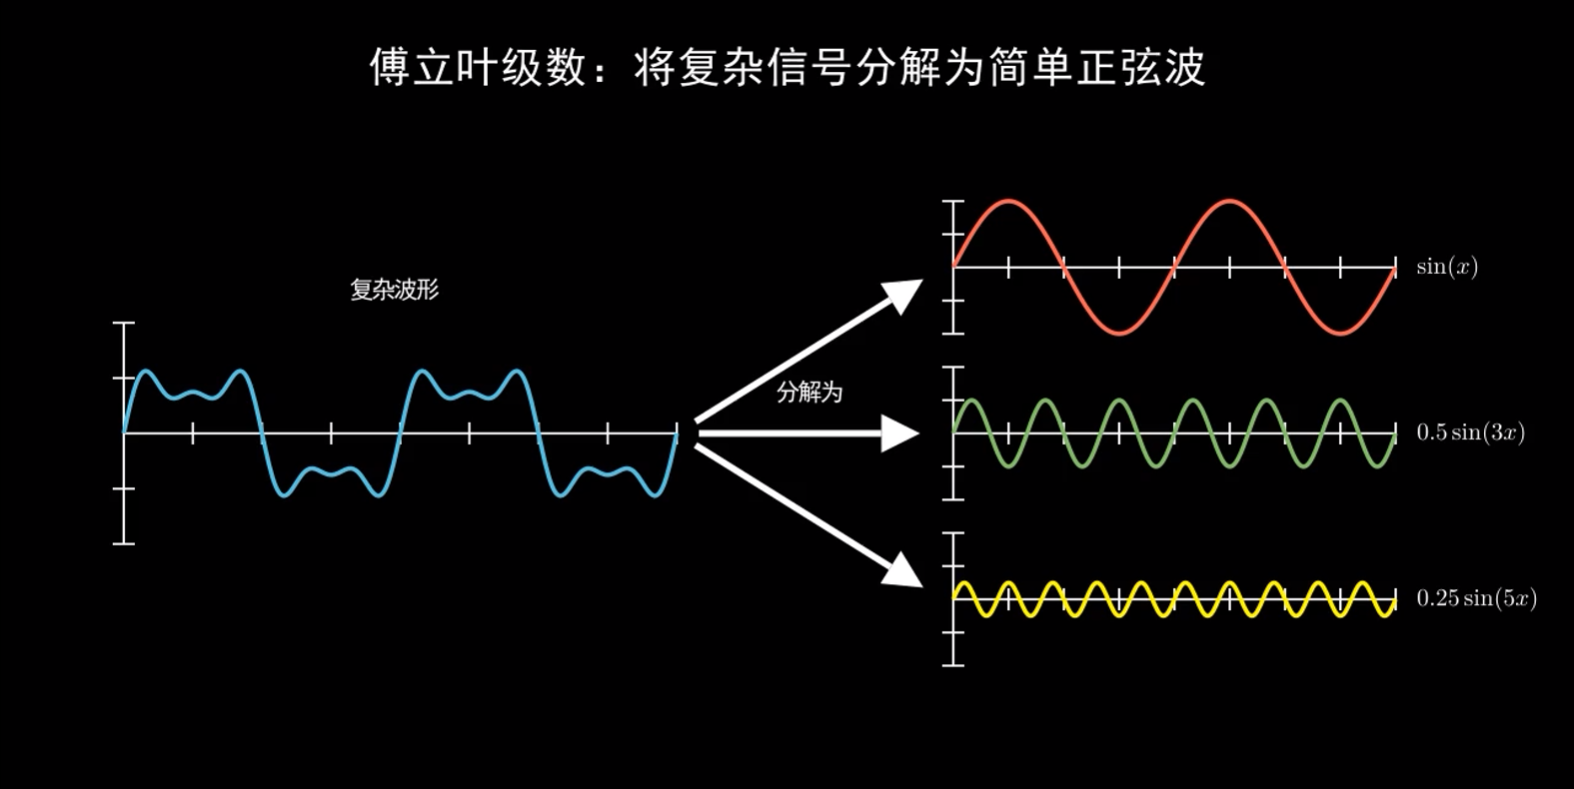 傅立叶级数：将复杂信号分解为简单正弦波
复杂波形
分解为
sin(x)
0.5 sin(3x)
0.25 sin(5x)